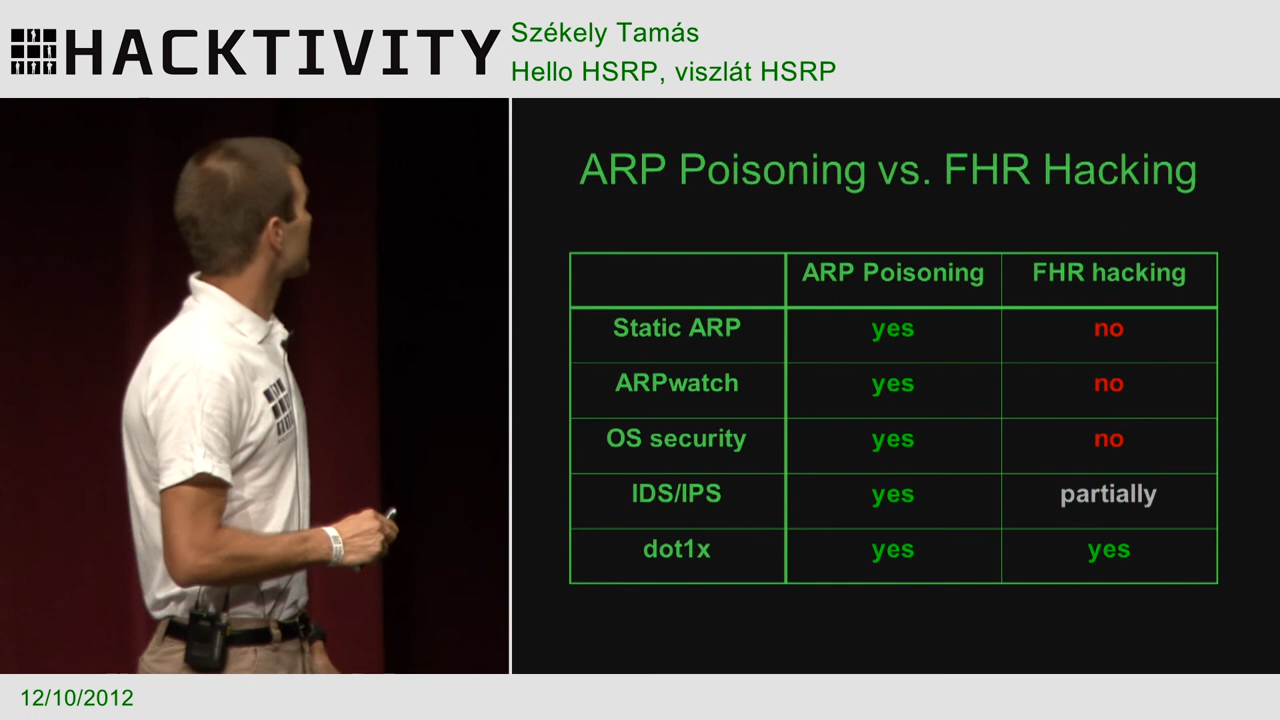 HACKTIVITY
Székely Tamás
Hello HSRP, viszlát HSRP
ARP Poisoning vs. FHR Hacking
ARP Poisoning FHR hacking
Static ARP yes no
ARPwatch yes no
OS security yes no
IDS/IPS yes partially
dot1x yes yes
12/10/2012